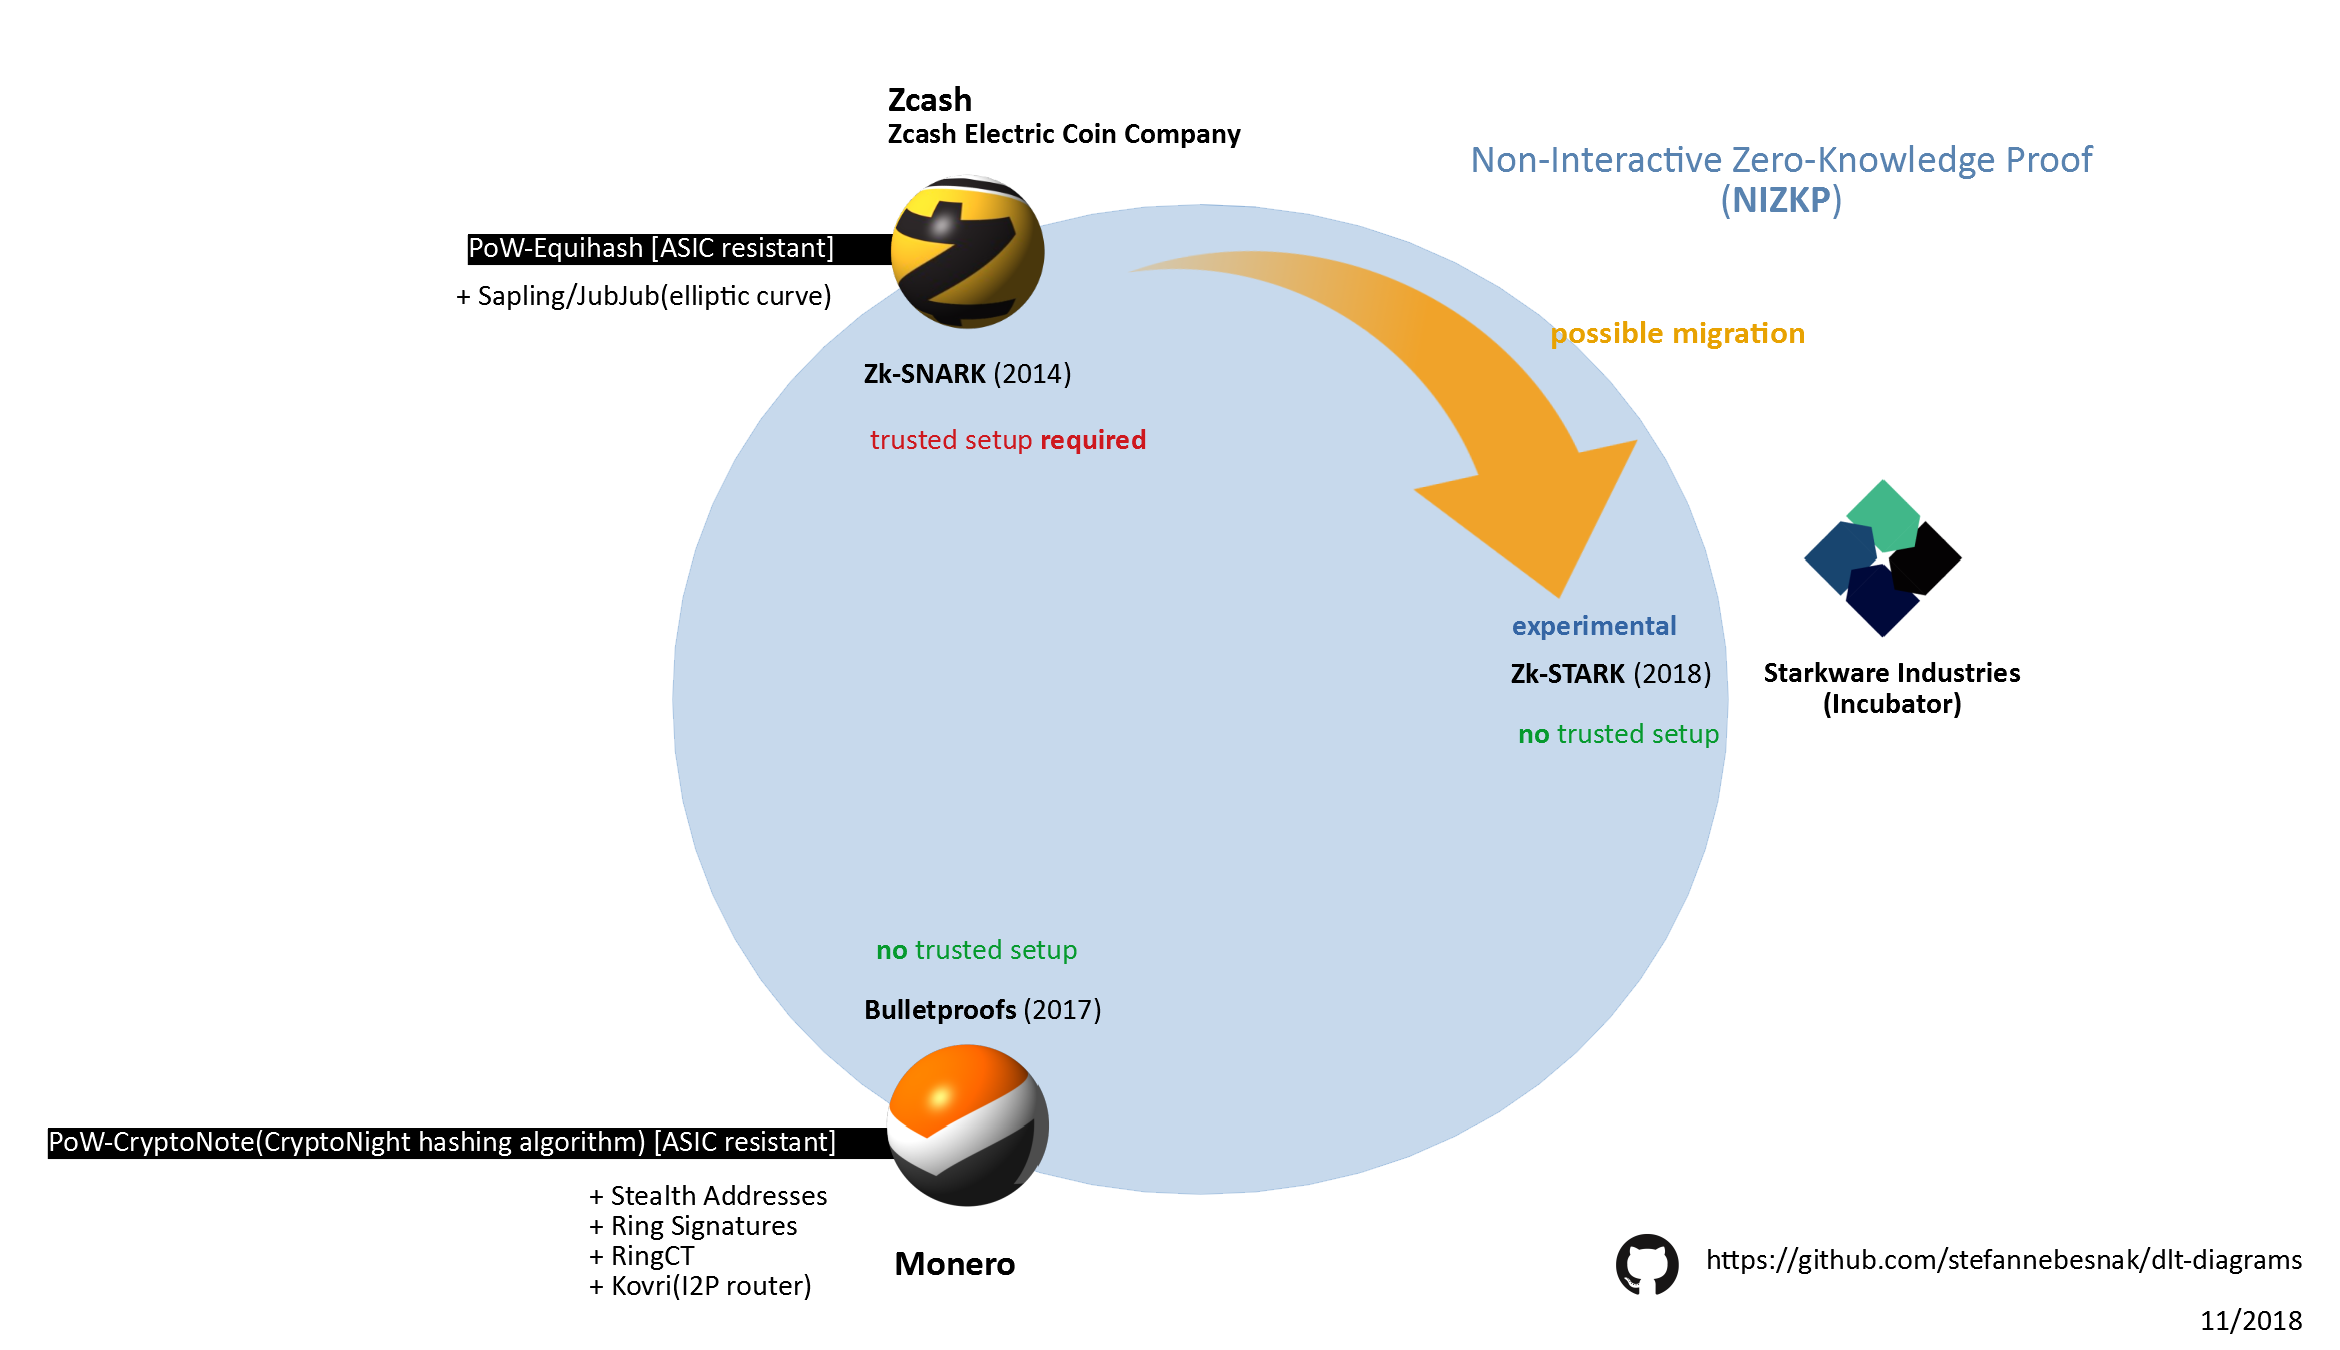 Zcash
Zcash Electric Coin Company
Non-Interactive Zero-Knowledge Proof
(NIZKP)
PoW-Equihash [ASIC resistant]
+ Sapling/JubJub(elliptic curve)
possible migration
Zk-SNARK (2014)
trusted setup required
experimental
Zk-STARK (2018)
no trusted setup
Starkware Industries
(Incubator)
no trusted setup
Bulletproofs (2017)
PoW-CryptoNote(CryptoNight hashing algorithm) [ASIC resistant]
+ Stealth Addresses
+ Ring Signatures
+ RingCT
+ Kovri(I2P router)
Monero
https://github.com/stefannebesnak/dlt-diagrams
11/2018